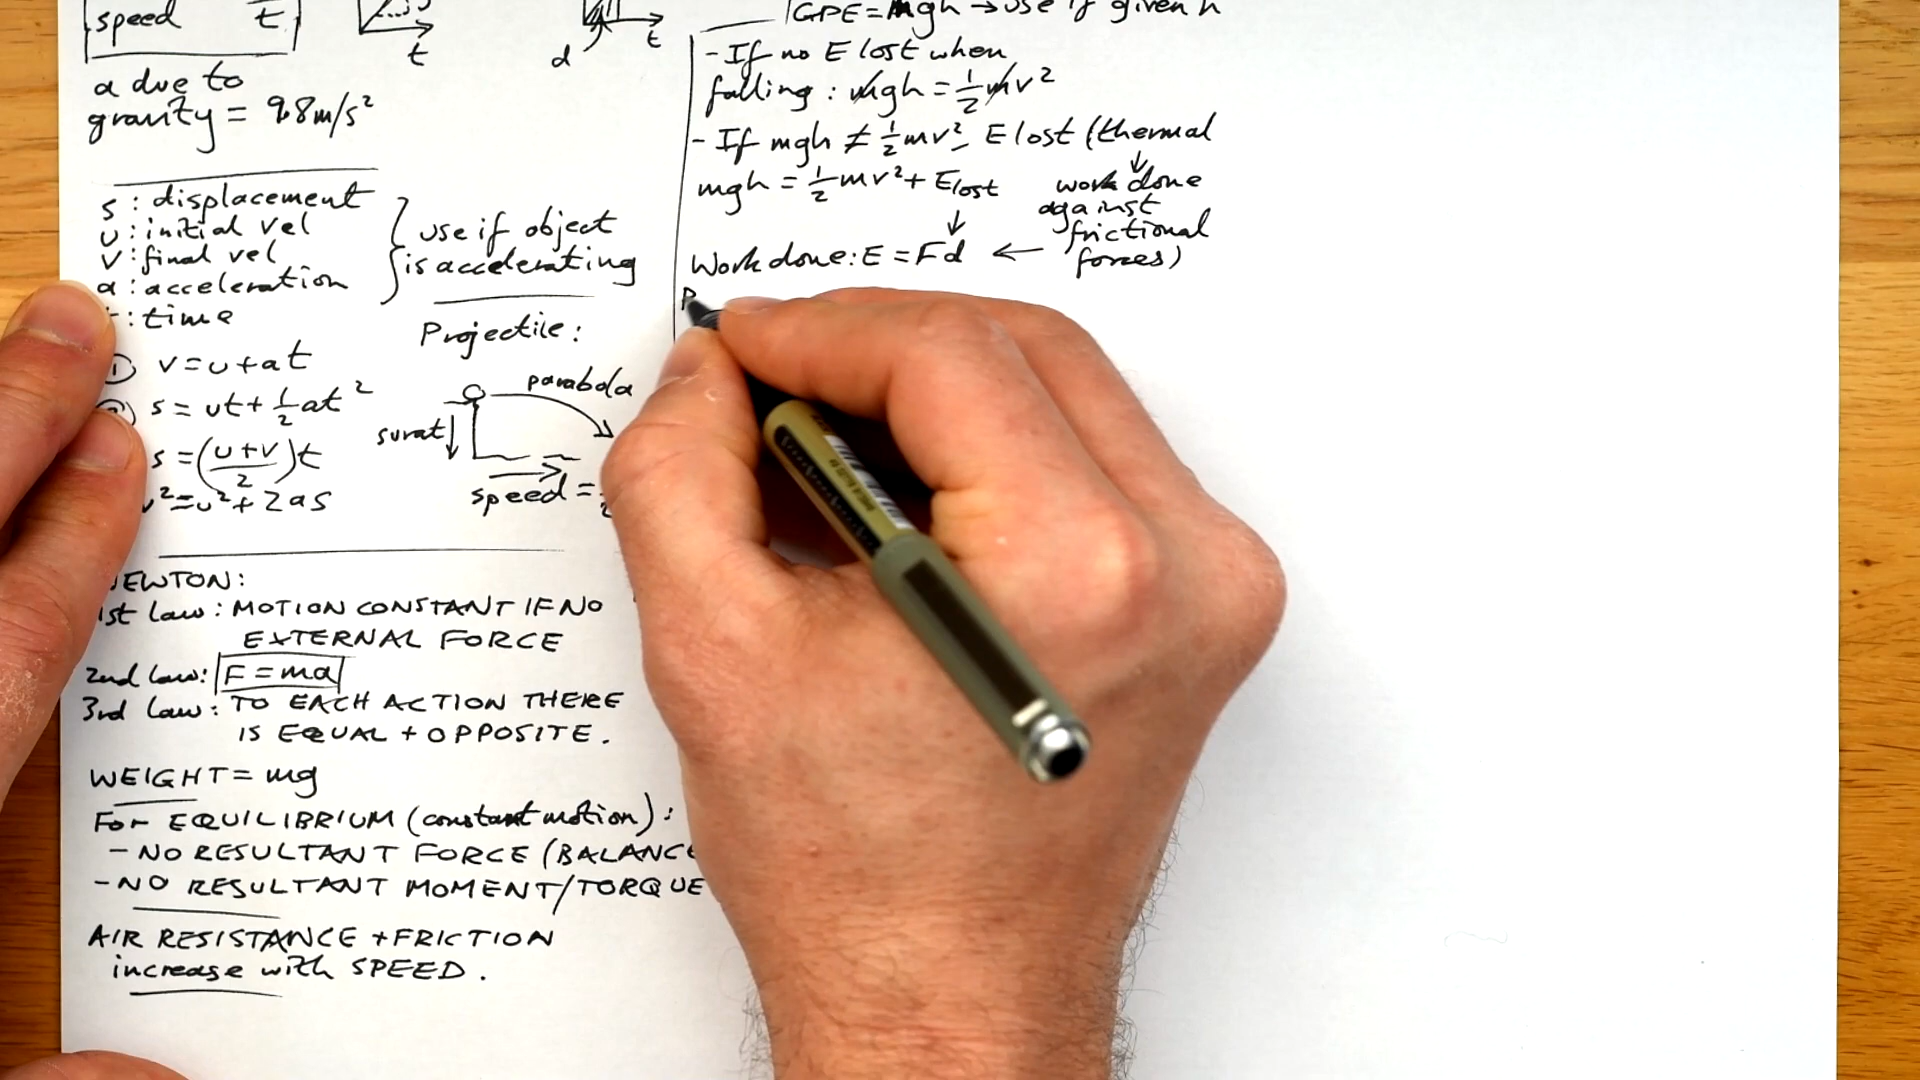 speed t
t
d t
a due to
gravity = 9.8m/s²
s : displacement
u : initial vel
v : final vel
a : acceleration
: time
use if object
is accelerating
① v = u + at
② s = ut + ½at²
s = (u+v/2)t
v² = u² + 2as
Projectile :
parabola
suvat ↓
speed =
NEWTON:
1st Law : MOTION CONSTANT IF NO
EXTERNAL FORCE
2nd Law: F = ma
3rd Law : TO EACH ACTION THERE
IS EQUAL + OPPOSITE .
WEIGHT = mg
For EQUILIBRIUM (constant motion) :
- NO RESULTANT FORCE (BALANCE
- NO RESULTANT MOMENT/TORQUE
AIR RESISTANCE + FRICTION
increase with SPEED .
GPE = mgh → use if given h
- If no E lost when
falling : mgh = ½mv²
- If mgh ≠ ½mv², E lost (thermal
↓
work done
against
frictional
forces)
mgh = ½mv² + Elost
↓
Work done : E = Fd ←
P